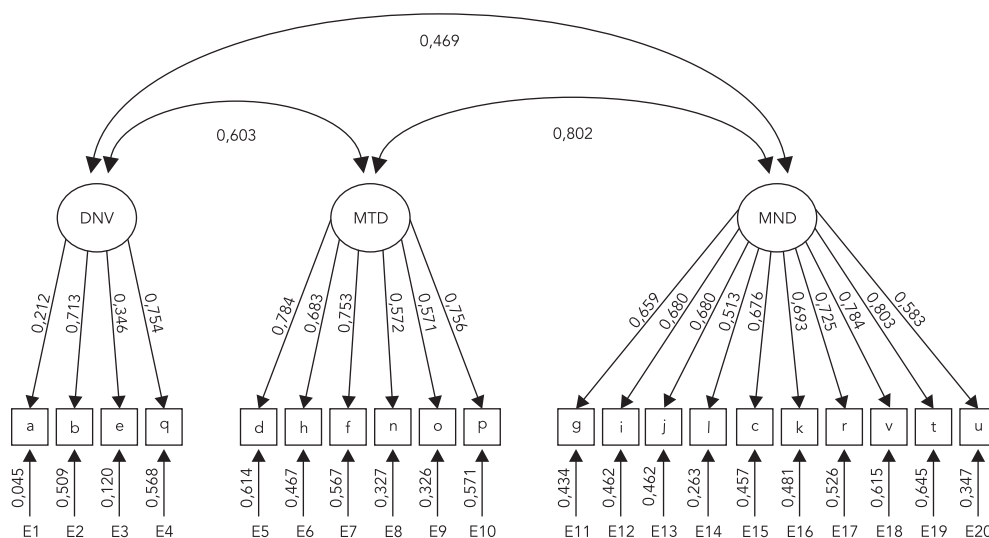 0,469
0,603
0,802
DNV MTD MND
0,212 0,713 0,346 0,754 0,784 0,683 0,753 0,572 0,571 0,756 0,659 0,680 0,680 0,513 0,676 0,693 0,725 0,784 0,803 0,583
a b e q d h f n o p g i j l c k r v t u
0,045 0,509 0,120 0,568 0,614 0,467 0,567 0,327 0,326 0,571 0,434 0,462 0,462 0,263 0,457 0,481 0,526 0,615 0,645 0,347
E1 E2 E3 E4 E5 E6 E7 E8 E9 E10 E11 E12 E13 E14 E15 E16 E17 E18 E19 E20